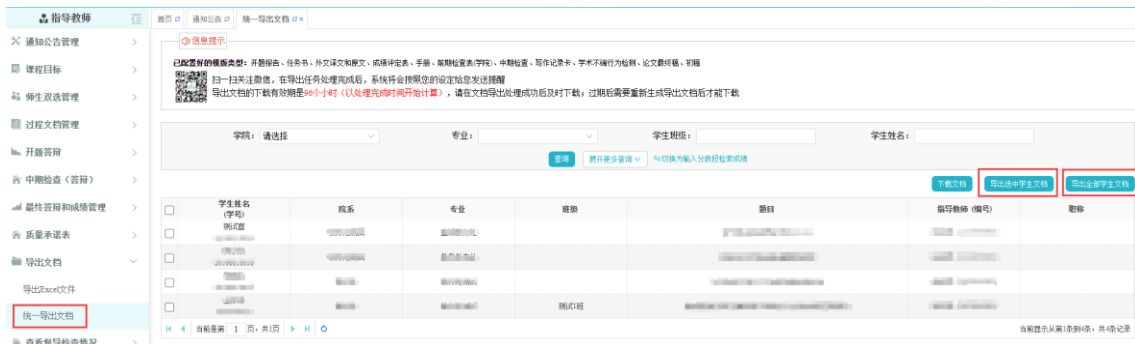 指导教师
首页
通知公告
统一导出文档
通知公告管理
课程目标
师生双选管理
过程文档管理
开题答辩
中期检查（答辩）
最终答辩和成绩管理
质量承诺表
导出文档
导出Excel文件
统一导出文档
查看督导检查情况
信息提示
已配置好的模版类型：开题报告、任务书、外文译文和原文、成绩评定表、手册、前期检查表(学院)、中期检查、写作记录卡、学术不端行为检测、论文最终稿、初稿
扫一扫关注微信，在导出任务处理完成后，系统将会按照您的设定给您发送提醒
导出文档的下载有效期是96个小时（以处理完成时间开始计算），请在文档导出处理成功后及时下载；过期后需要重新生成导出文档后才能下载
学院： 请选择 专业： 学生班级： 学生姓名：
查询 展开更多查询 切换为输入分数段检索成绩
下载文档 导出选中学生文档 导出全部学生文档
学生姓名（学号） 院系 专业 班级 题目 指导教师（编号） 职称
测试1班
当前是第 1 页，共1页
当前显示从第1条到4条，共4条记录